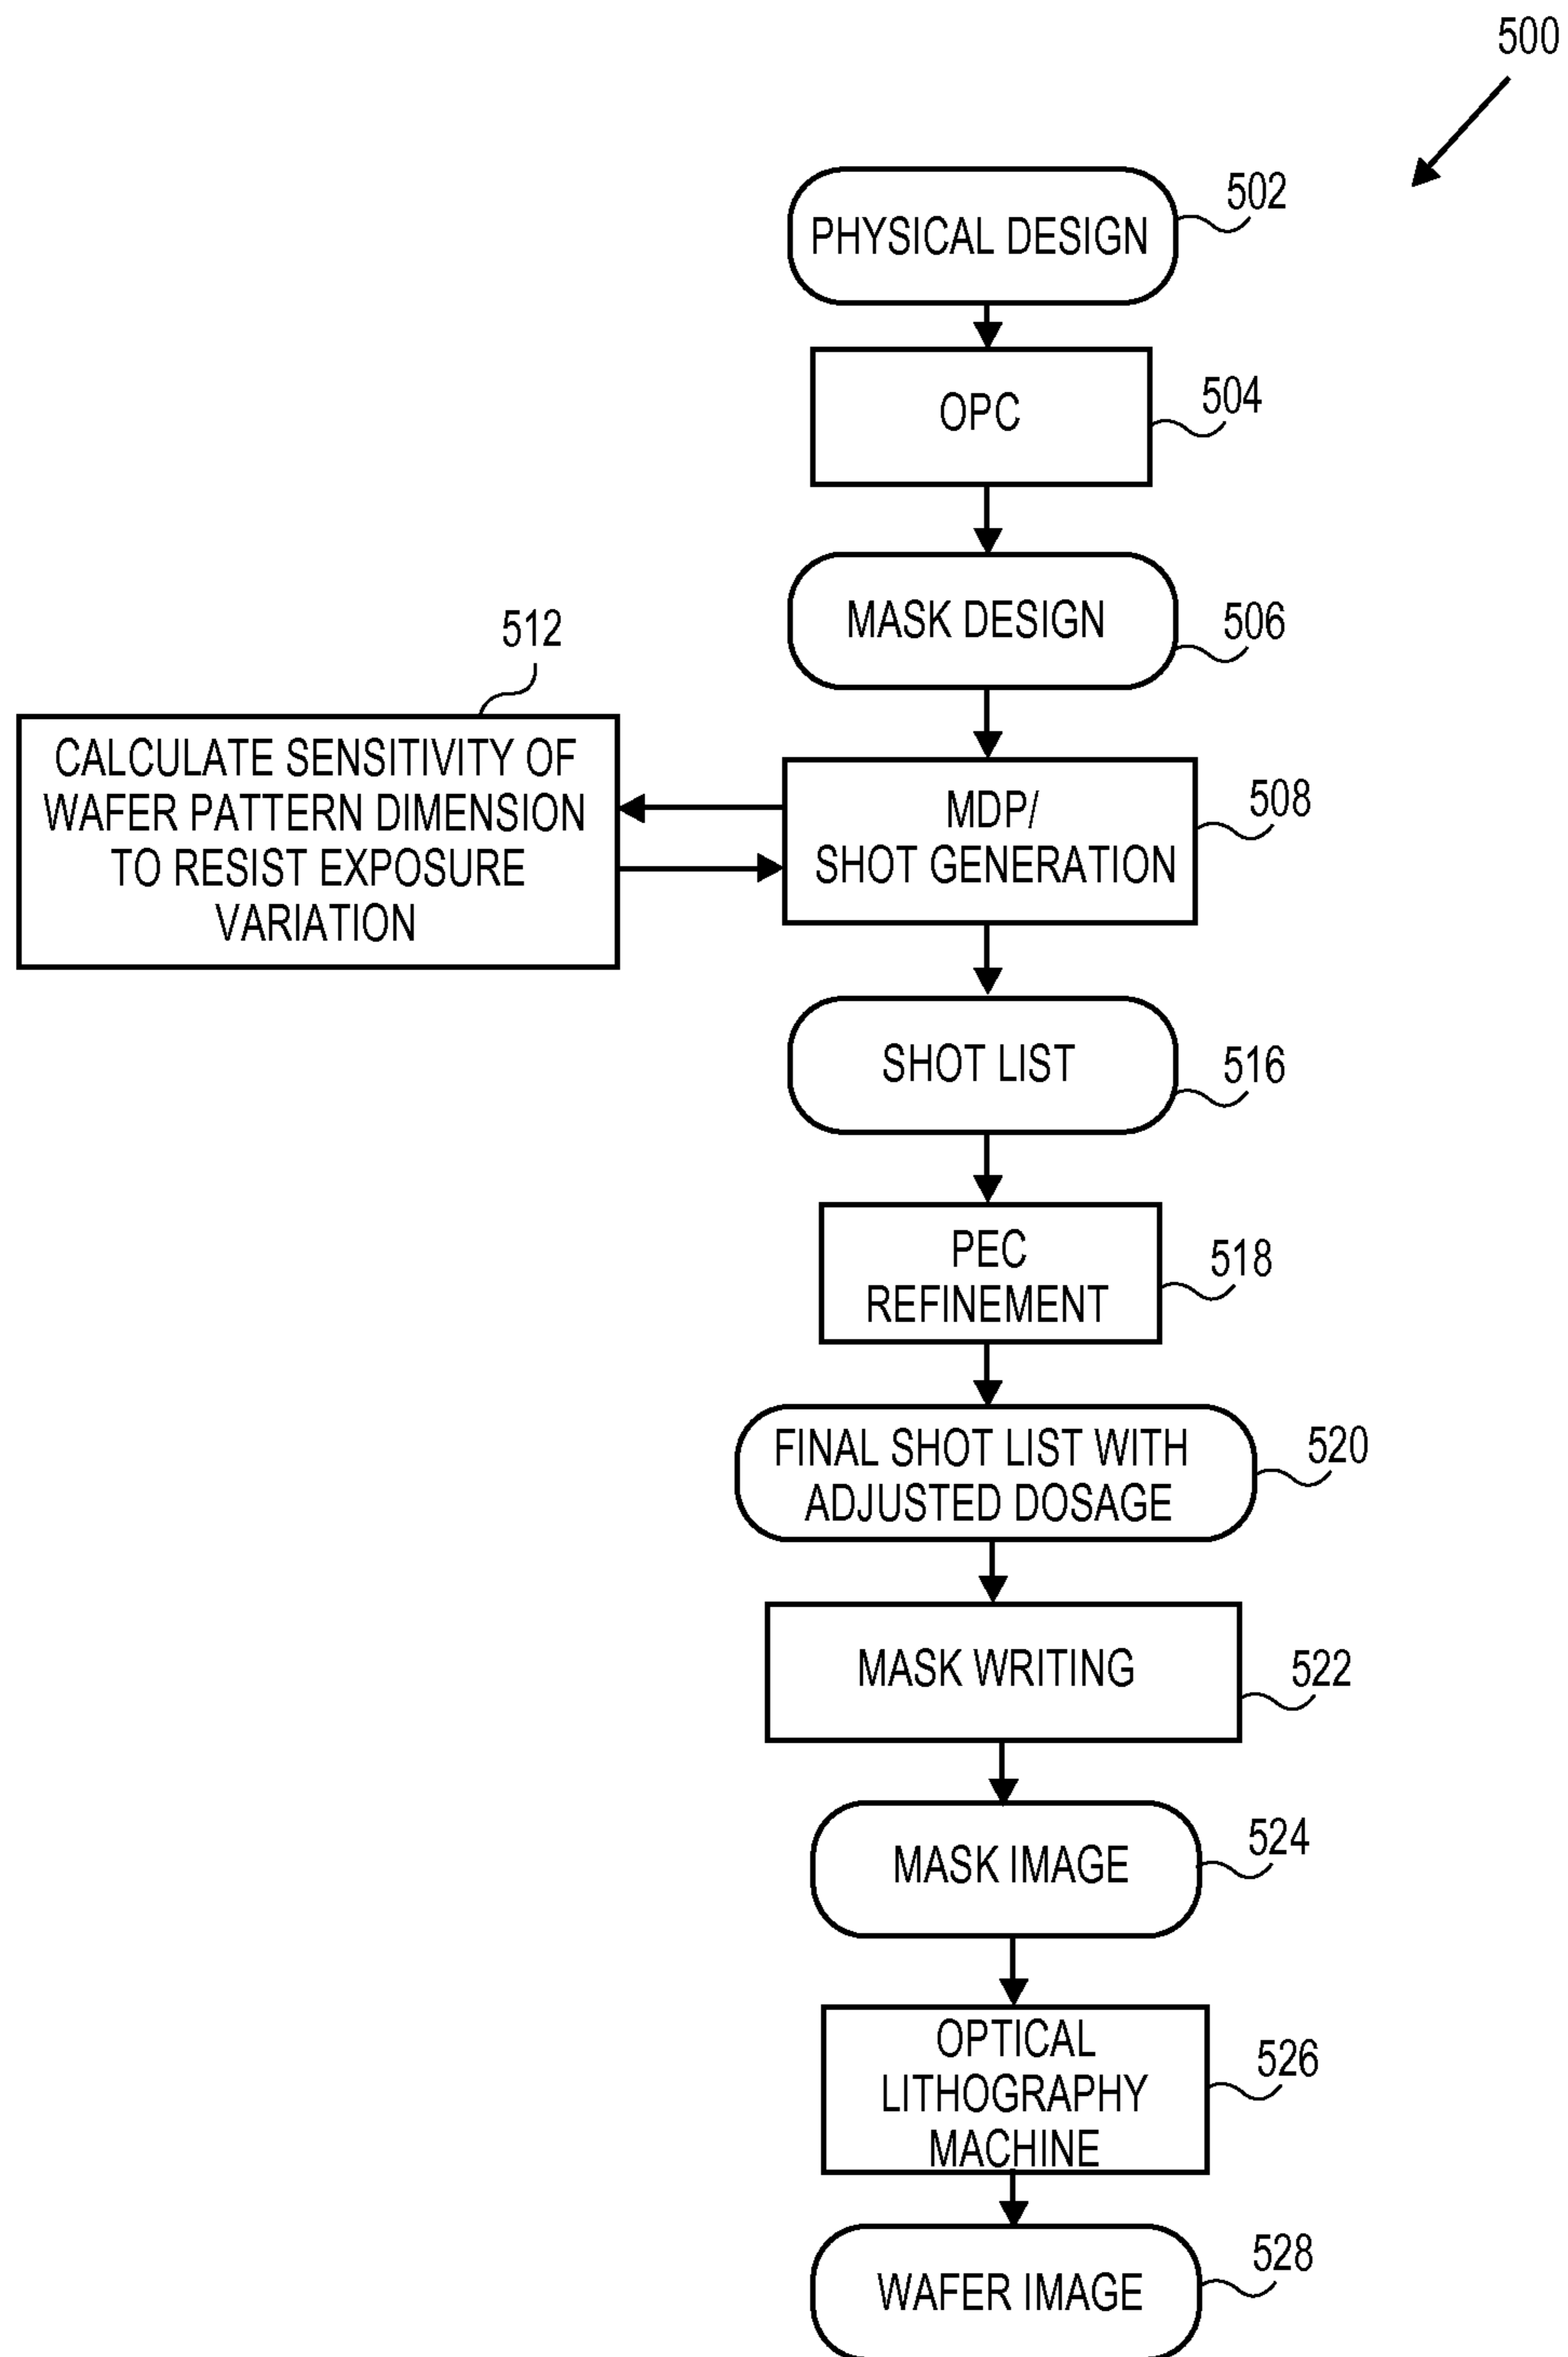 500
502
PHYSICAL DESIGN
504
OPC
MASK DESIGN
506
512
CALCULATE SENSITIVITY OF
WAFER PATTERN DIMENSION
TO RESIST EXPOSURE
VARIATION
MDP/
SHOT GENERATION
508
SHOT LIST
516
PEC
REFINEMENT
518
FINAL SHOT LIST WITH
ADJUSTED DOSAGE
520
MASK WRITING
522
MASK IMAGE
524
OPTICAL
LITHOGRAPHY
MACHINE
526
WAFER IMAGE
528